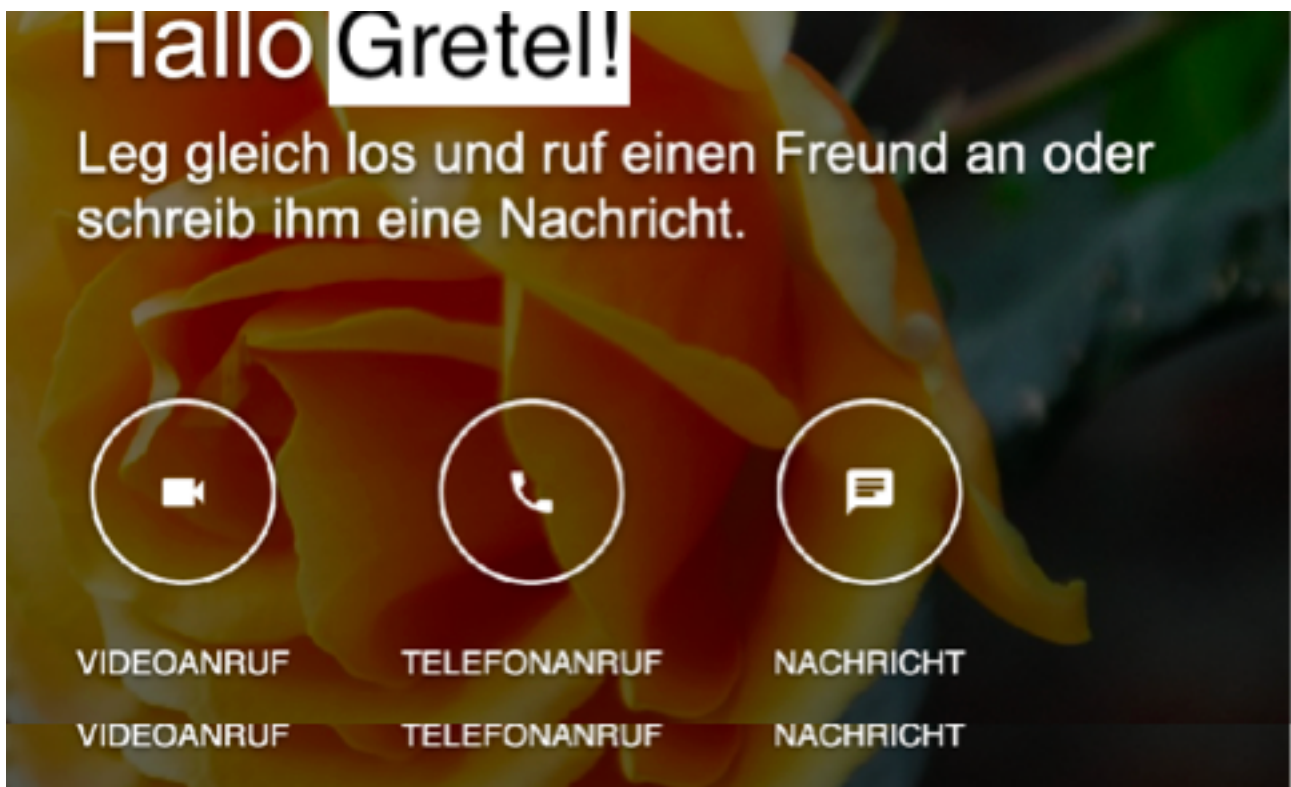 Hallo Gretel!
Leg gleich los und ruf einen Freund an oder
schreib ihm eine Nachricht.
VIDEOANRUF TELEFONANRUF NACHRICHT
VIDEOANRUF TELEFONANRUF NACHRICHT